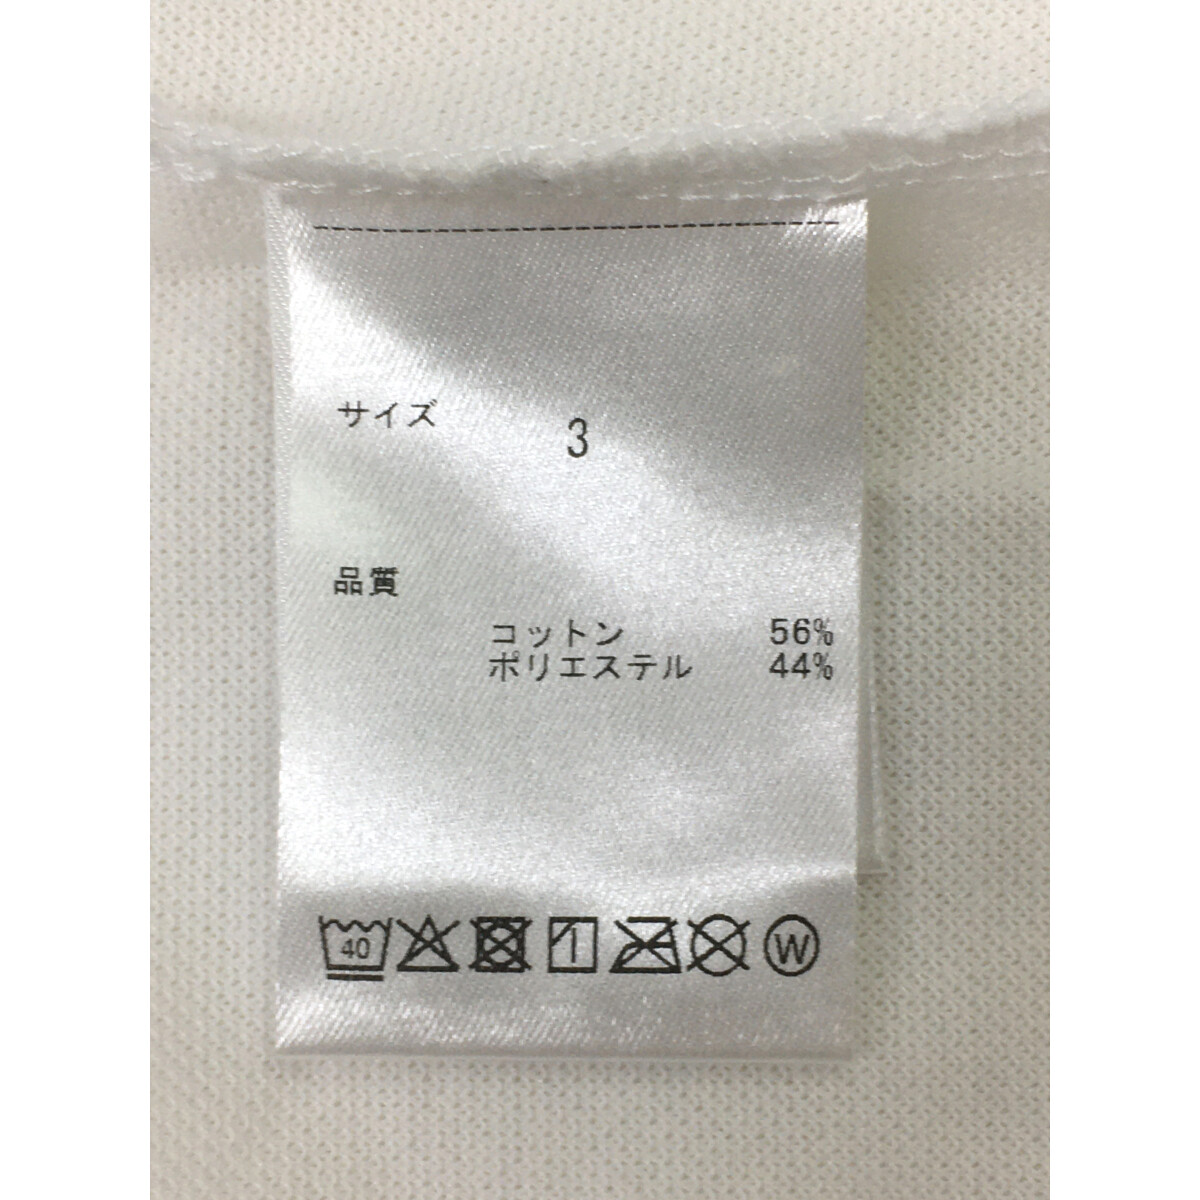 サイズ 3
品質
コットン 56%
ポリエステル 44%
40 W